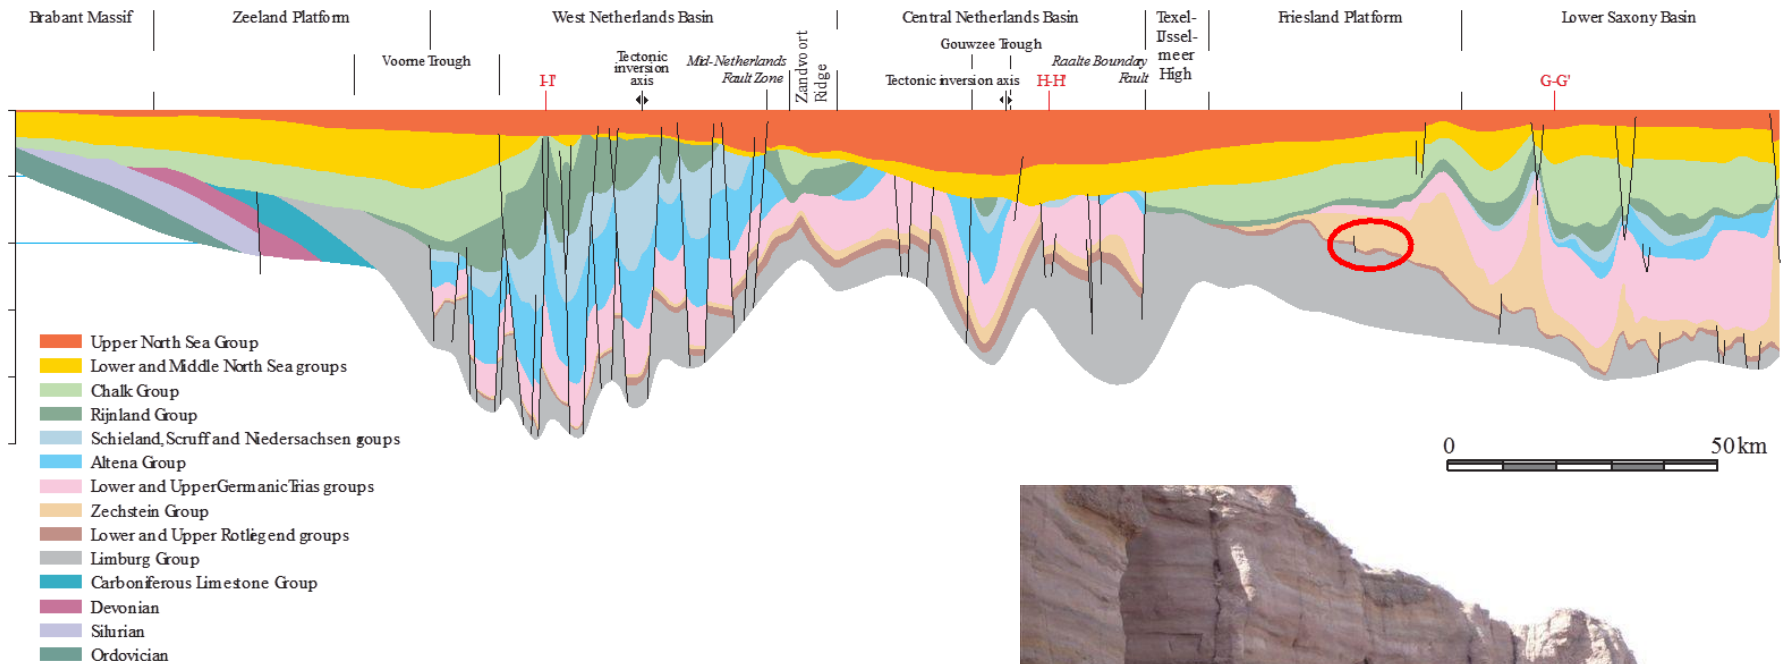 Brabant Massif
Zeeland Platform
West Netherlands Basin
Central Netherlands Basin
Texel-
IJssel-
meer
High
Friesland Platform
Lower Saxony Basin
Voorne Trough
Tectonic
inversion
axis
Mid-Netherlands
Fault Zone
Zandvoort
Ridge
Gouwzee Trough
Tectonic inversion axis
Raalte Boundary
Fault
I-I'
H-H'
G-G'
Upper North Sea Group
Lower and Middle North Sea groups
Chalk Group
Rijnland Group
Schieland, Scruff and Niedersachsen groups
Altena Group
Lower and Upper Germanic Trias groups
Zechstein Group
Lower and Upper Rotliegend groups
Limburg Group
Carboniferous Limestone Group
Devonian
Silurian
Ordovician
0 50 km